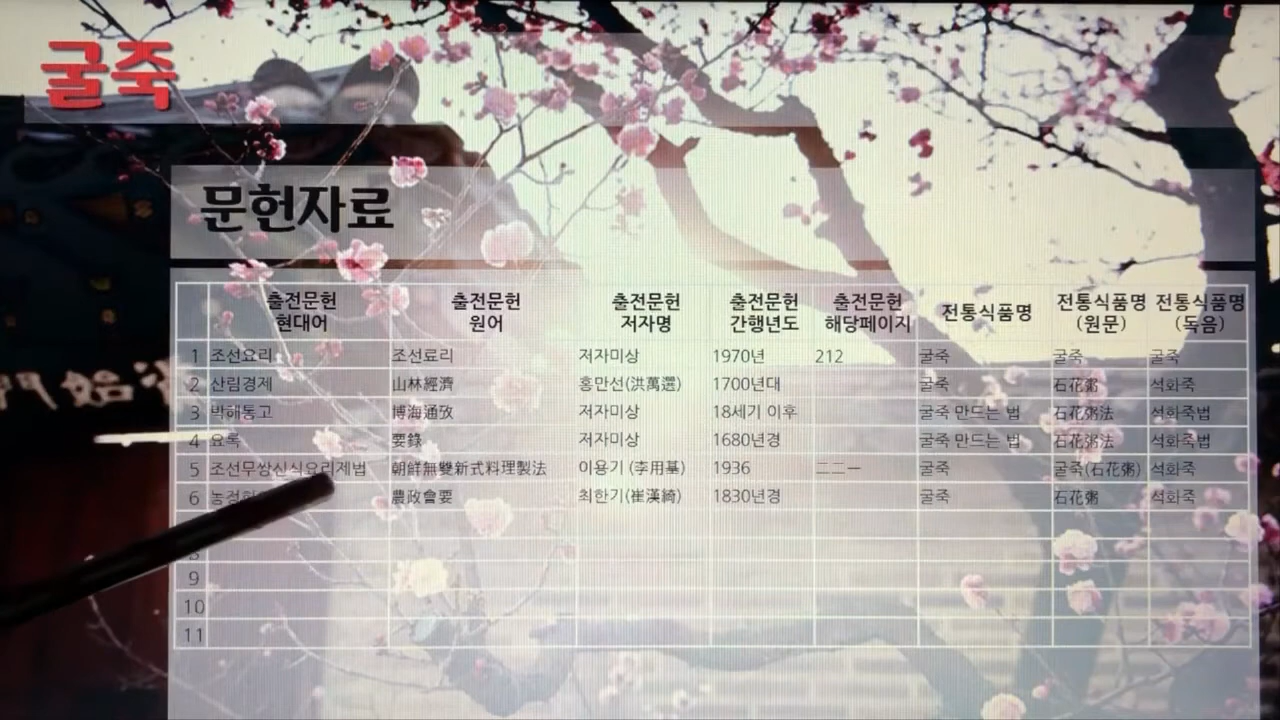 굴죽
문헌자료
출전문헌 현대어 출전문헌 원어 출전문헌 저자명 출전문헌 간행년도 출전문헌 해당페이지 전통식품명 전통식품명 (원문) 전통식품명 (독음)
1 조선요리 조선료리 저자미상 1970년 212 굴죽 굴죽 굴죽
2 산림경제 山林經濟 홍만선(洪萬選) 1700년대 굴죽 石花粥 석화죽
3 박해통고 博海通攷 저자미상 18세기 이후 굴죽 만드는 법 石花粥法 석화죽법
4 요록 要錄 저자미상 1680년경 굴죽 만드는 법 石花粥法 석화죽법
5 조선무쌍신식요리제법 朝鮮無雙新式料理製法 이용기 (李用基) 1936 二二一 굴죽 굴죽(石花粥) 석화죽
6 農政會要 최한기(崔漢綺) 1830년경 굴죽 石花粥 석화죽
8
9
10
11